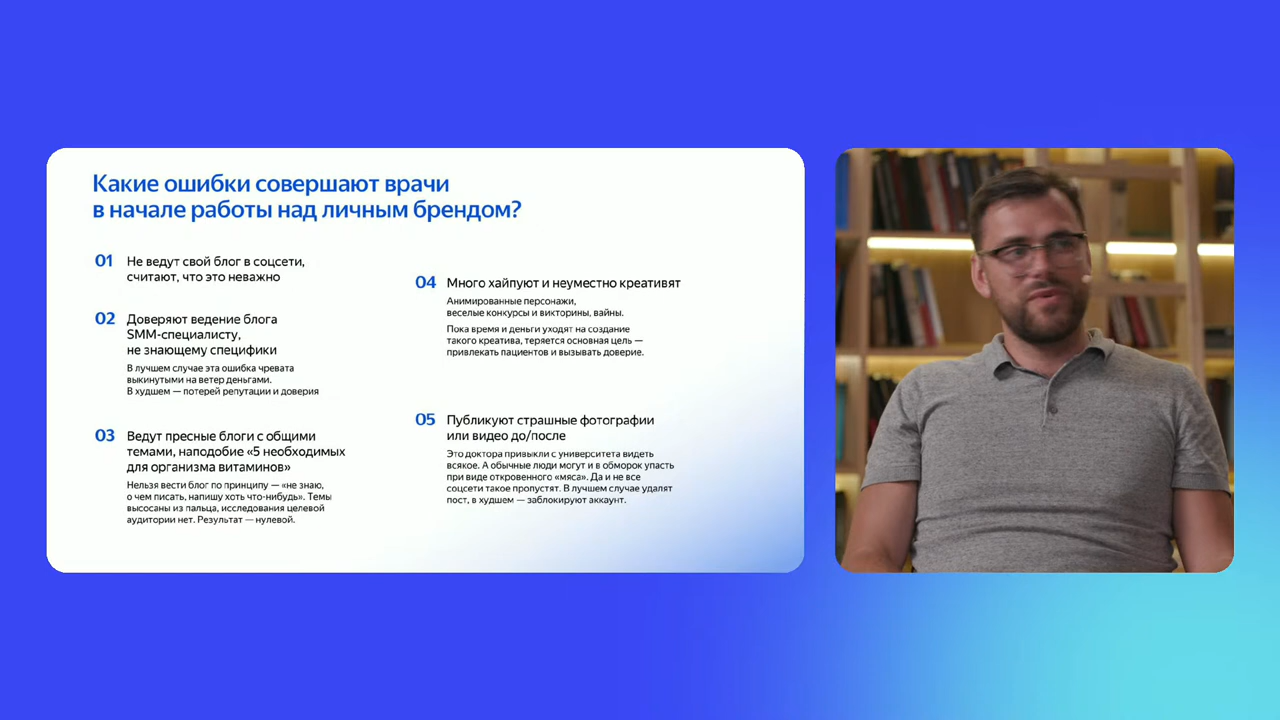 Какие ошибки совершают врачи
в начале работы над личным брендом?
01
Не ведут свой блог в соцсети,
считают, что это неважно
02
Доверяют ведение блога
SMM-специалисту,
не знающему специфики
В лучшем случае эта ошибка чревата
выкинутыми на ветер деньгами.
В худшем — потерей репутации и доверия
03
Ведут пресные блоги с общими
темами, наподобие «5 необходимых
для организма витаминов»
Нельзя вести блог по принципу — «не знаю,
о чем писать, напишу хоть что-нибудь». Темы
высосаны из пальца, исследования целевой
аудитории нет. Результат — нулевой.
04
Много хайпуют и неуместно креативят
Анимированные персонажи,
веселые конкурсы и викторины, вайны.
Пока время и деньги уходят на создание
такого креатива, теряется основная цель —
привлекать пациентов и вызывать доверие.
05
Публикуют страшные фотографии
или видео до/после
Это доктора привыкли с университета видеть
всякое. А обычные люди могут и в обморок упасть
при виде откровенного «мяса». Да и не все
соцсети такое пропустят. В лучшем случае удалят
пост, в худшем — заблокируют аккаунт.